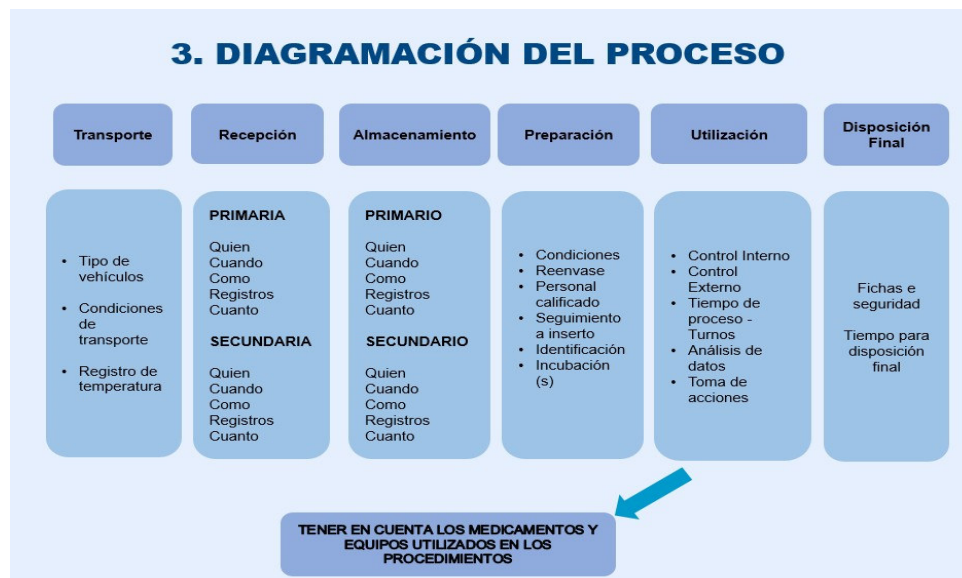 3. DIAGRAMACIÓN DEL PROCESO
Transporte
Recepción
Almacenamiento
Preparación
Utilización
Disposición
Final
• Tipo de
vehículos
• Condiciones
de
transporte
• Registro de
temperatura
PRIMARIA
Quien
Cuando
Como
Registros
Cuanto
SECUNDARIA
Quien
Cuando
Como
Registros
Cuanto
PRIMARIO
Quien
Cuando
Como
Registros
Cuanto
SECUNDARIO
Quien
Cuando
Como
Registros
Cuanto
• Condiciones
• Reenvase
• Personal
calificado
• Seguimiento
a inserto
• Identificación
• Incubación
(s)
• Control Interno
• Control
Externo
• Tiempo de
proceso -
Turnos
• Análisis de
datos
• Toma de
acciones
Fichas e
seguridad
Tiempo para
disposición
final
TENER EN CUENTA LOS MEDICAMENTOS Y
EQUIPOS UTILIZADOS EN LOS
PROCEDIMIENTOS